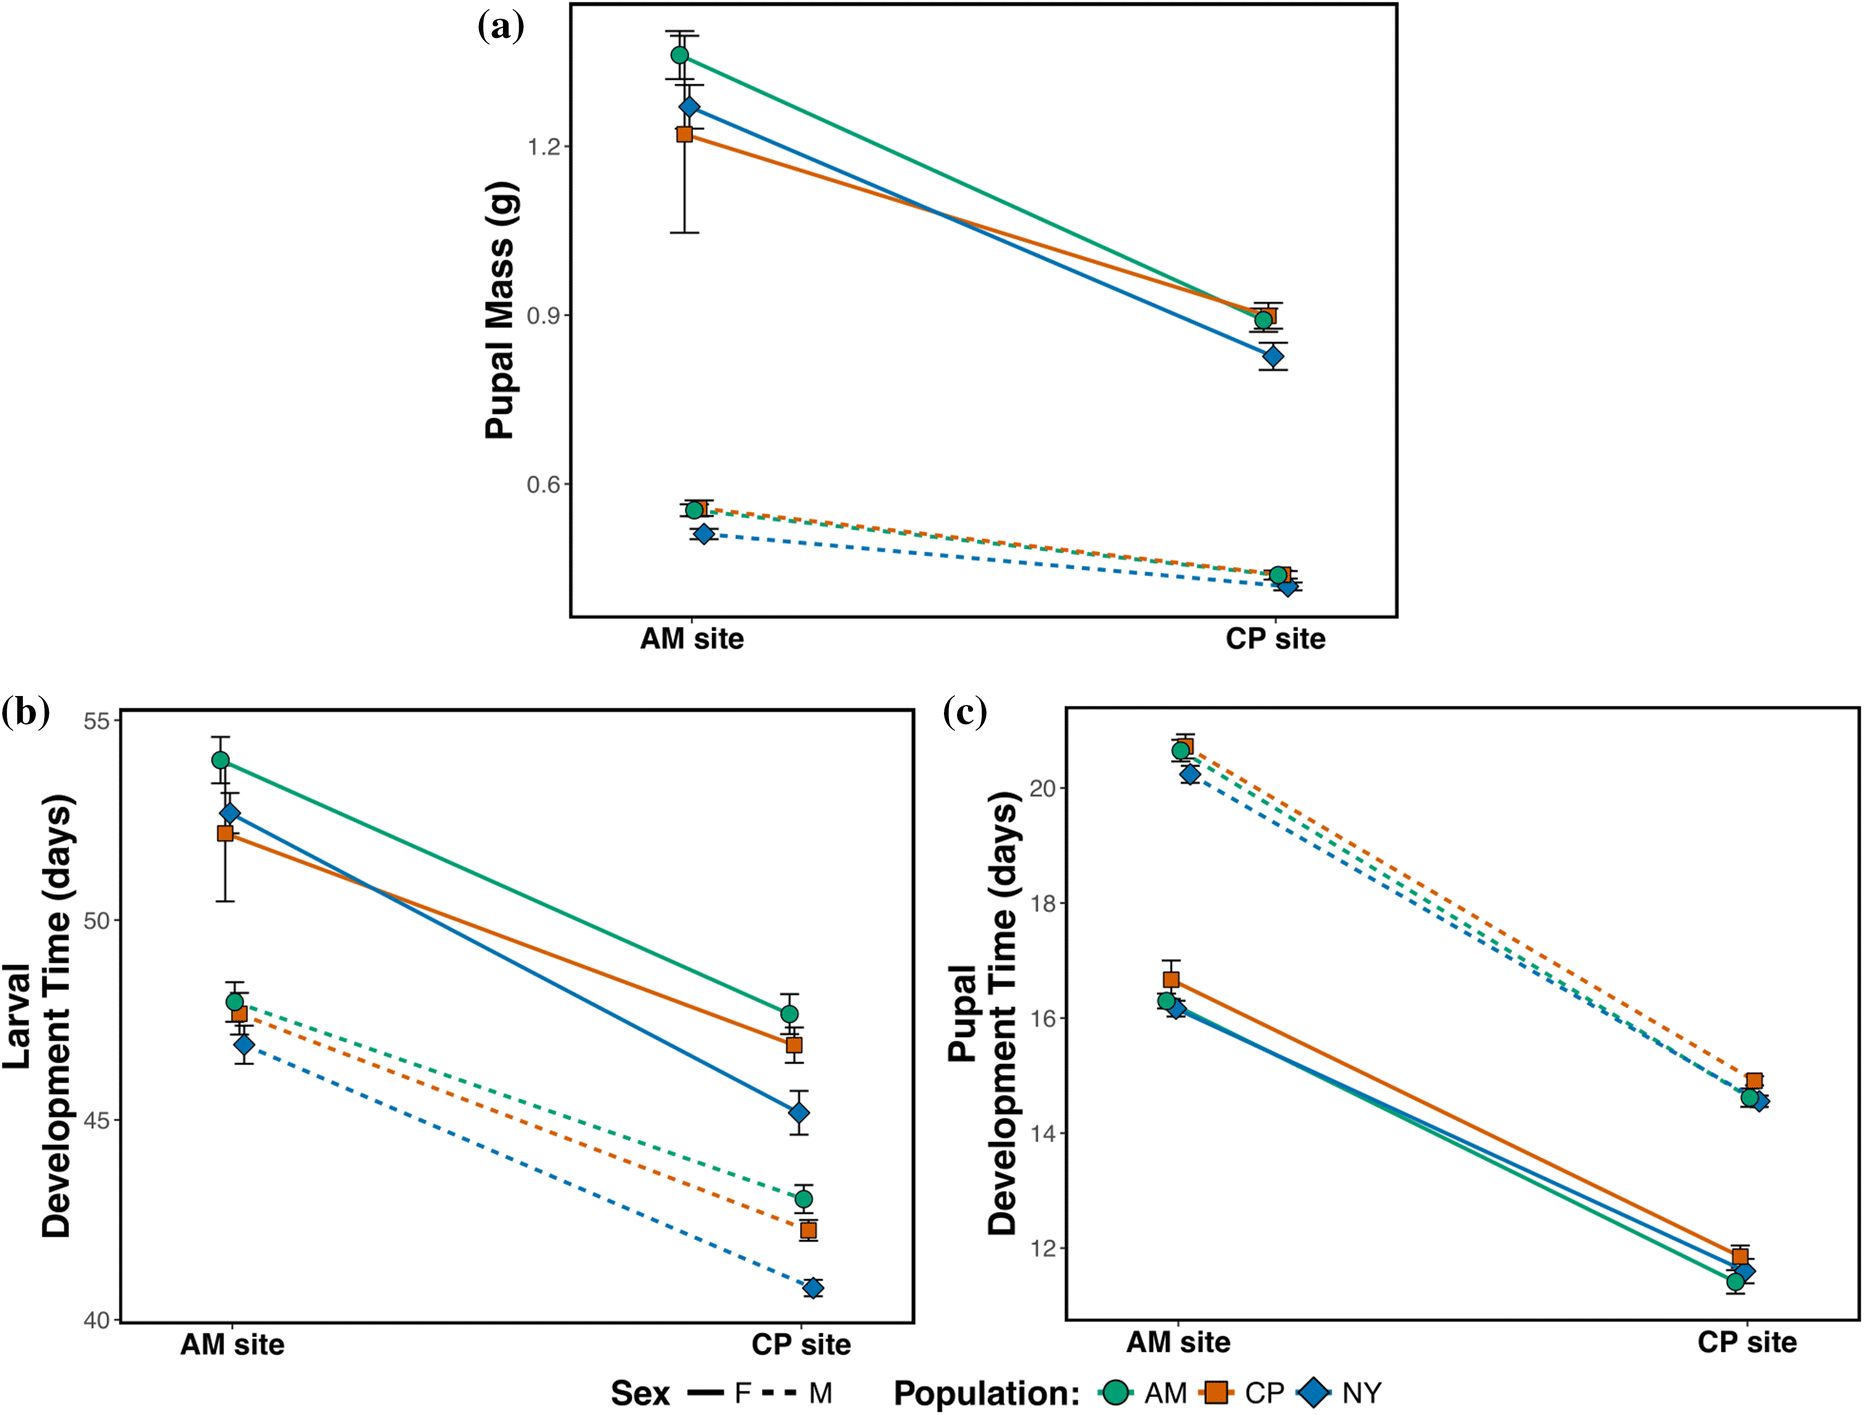 (a)
Pupal Mass (g)
1.2
0.9
0.6
AM site CP site
(b)
Larval
Development Time (days)
55
50
45
40
AM site CP site
(c)
Pupal
Development Time (days)
20
18
16
14
12
AM site CP site
Sex F M Population: AM CP NY